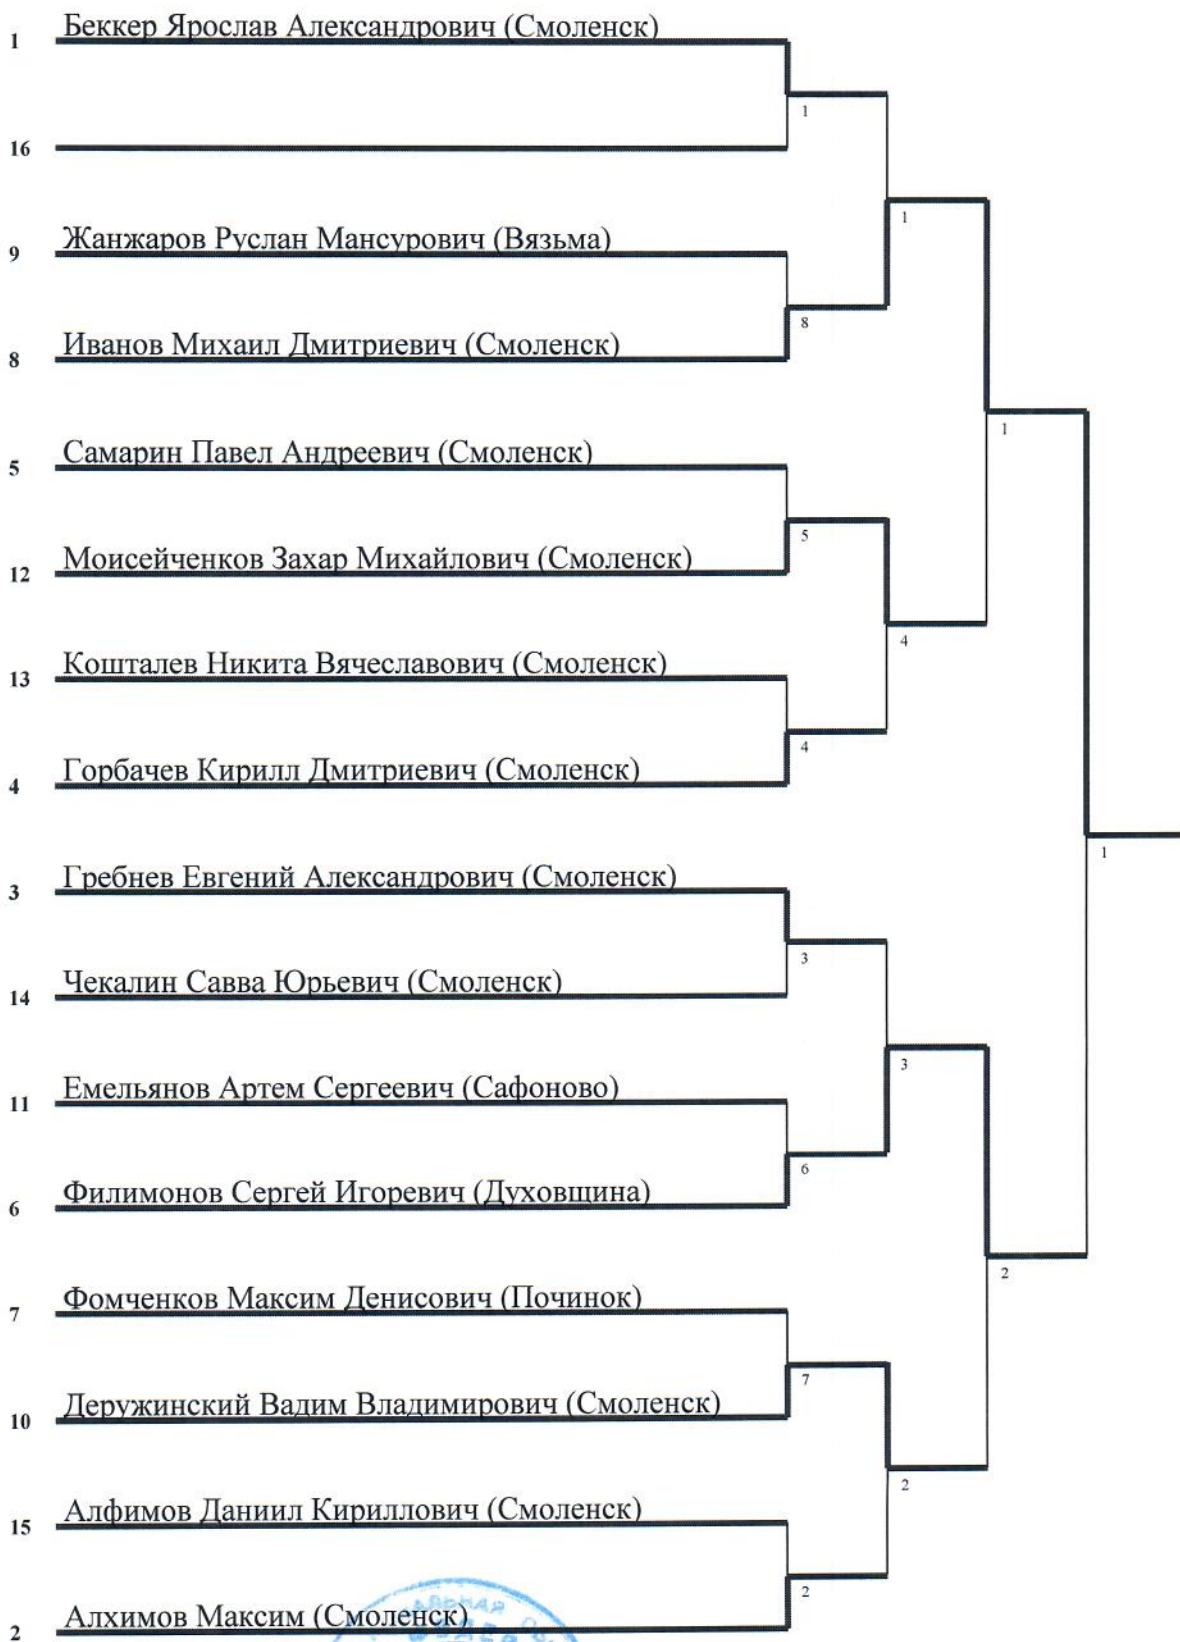 1 Беккер Ярослав Александрович (Смоленск)
1
16
1
9 Жанжаров Руслан Мансурович (Вязьма)
8
8 Иванов Михаил Дмитриевич (Смоленск)
1
5 Самарин Павел Андреевич (Смоленск)
5
12 Моисейченков Захар Михайлович (Смоленск)
4
13 Кошталев Никита Вячеславович (Смоленск)
4
4 Горбачев Кирилл Дмитриевич (Смоленск)
1
3 Гребнев Евгений Александрович (Смоленск)
3
14 Чекалин Савва Юрьевич (Смоленск)
3
11 Емельянов Артем Сергеевич (Сафоново)
6
6 Филимонов Сергей Игоревич (Духовщина)
2
7 Фомченков Максим Денисович (Починок)
7
10 Деружинский Вадим Владимирович (Смоленск)
2
15 Алфимов Даниил Кириллович (Смоленск)
2
2 Алхимов Максим (Смоленск)